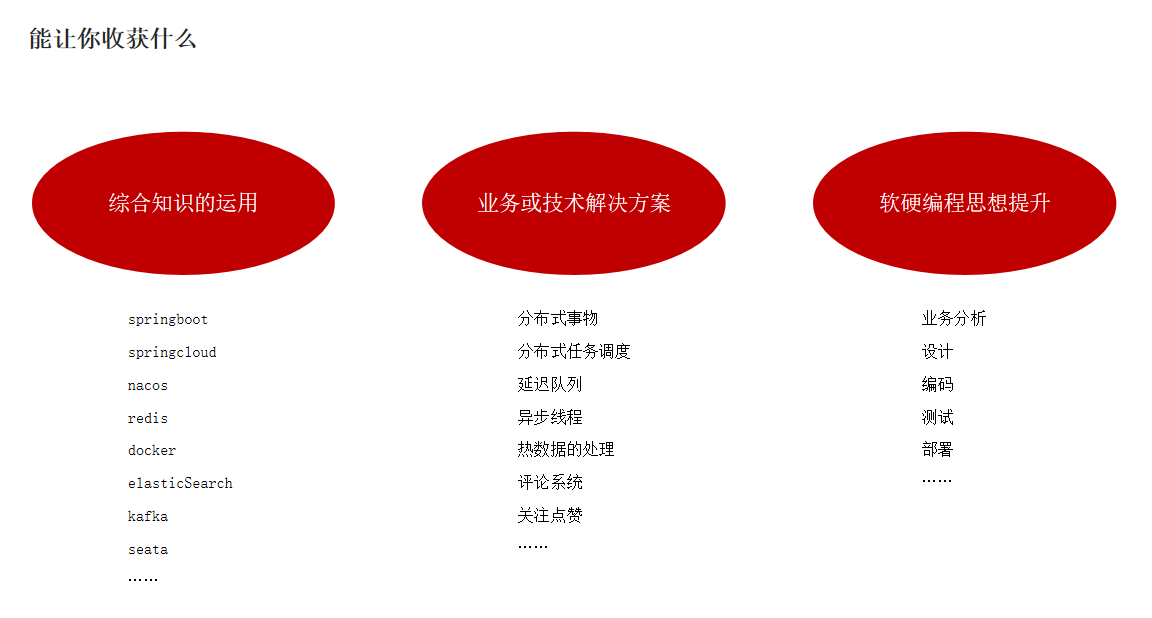 能让你收获什么
综合知识的运用
springboot
springcloud
nacos
redis
docker
elasticSearch
kafka
seata
……
业务或技术解决方案
分布式事物
分布式任务调度
延迟队列
异步线程
热数据的处理
评论系统
关注点赞
……
软硬编程思想提升
业务分析
设计
编码
测试
部署
……